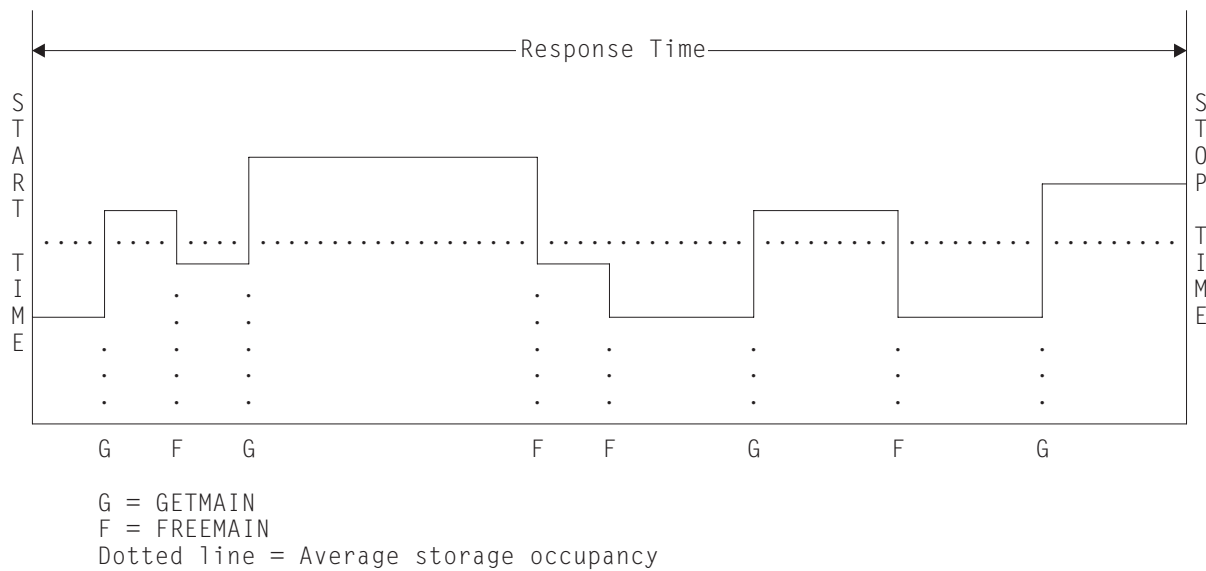 Response Time
START TIME
STOP TIME
G F G F F G F G
G = GETMAIN
F = FREEMAIN
Dotted line = Average storage occupancy